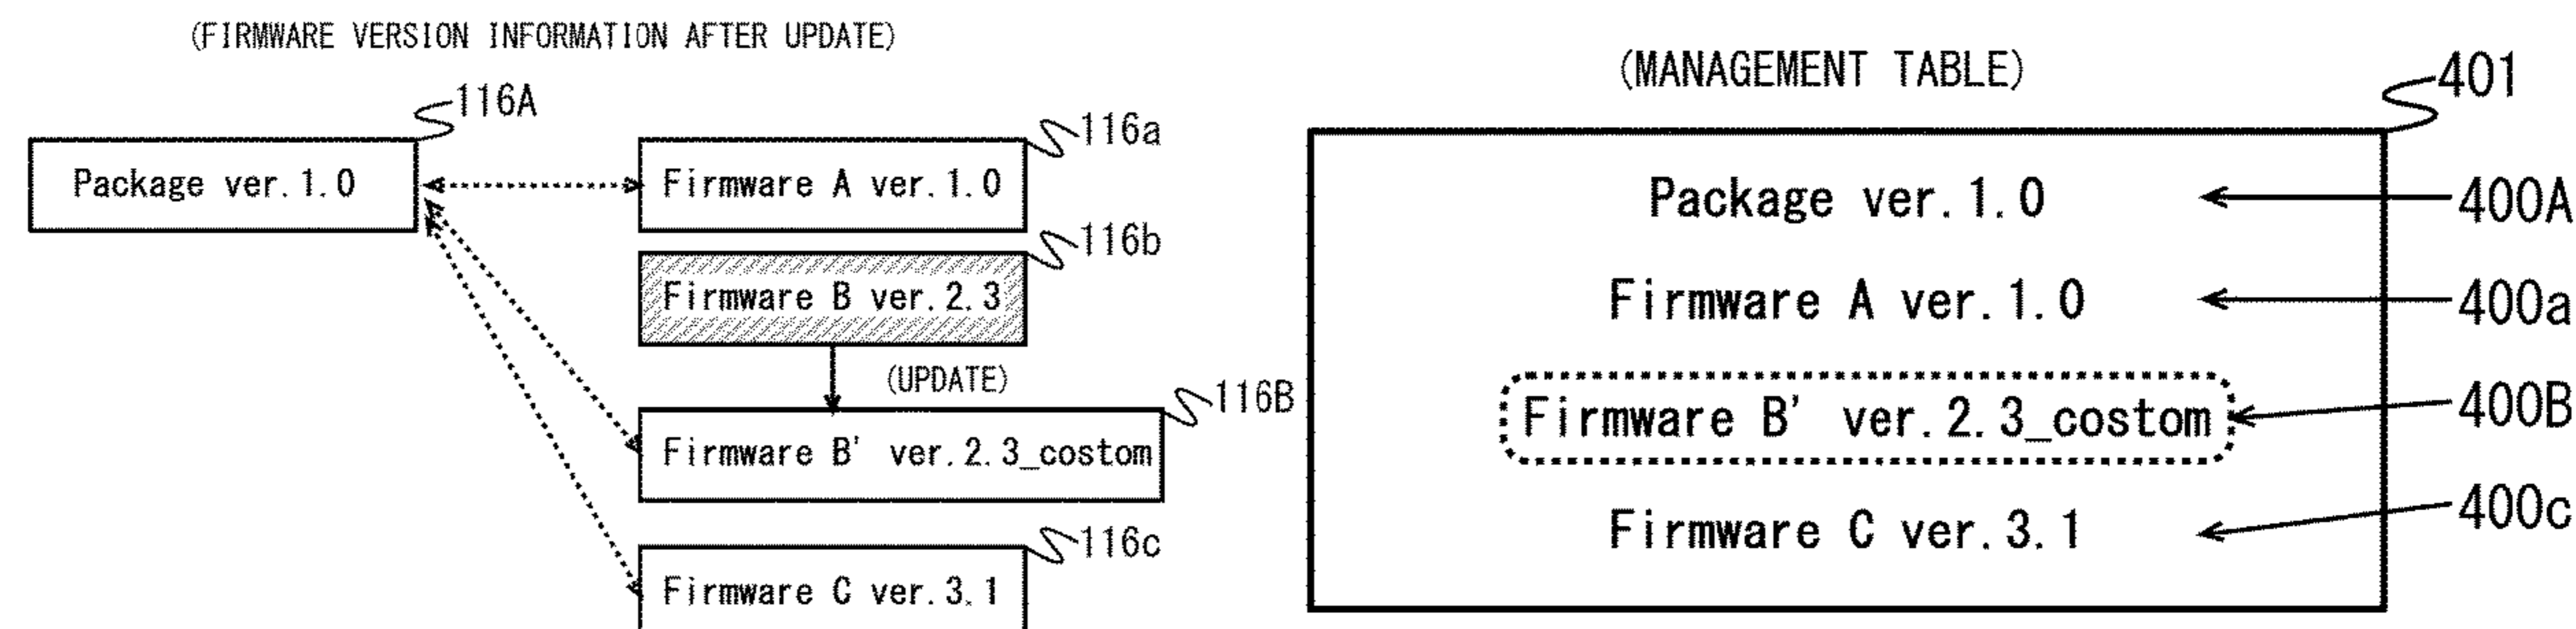 (FIRMWARE VERSION INFORMATION AFTER UPDATE)
116A
Package ver.1.0
116a
Firmware A ver.1.0
116b
Firmware B ver.2.3
(UPDATE)
116B
Firmware B' ver.2.3_costom
116c
Firmware C ver.3.1
(MANAGEMENT TABLE)
401
Package ver.1.0
400A
Firmware A ver.1.0
400a
Firmware B' ver.2.3_costom
400B
Firmware C ver.3.1
400c